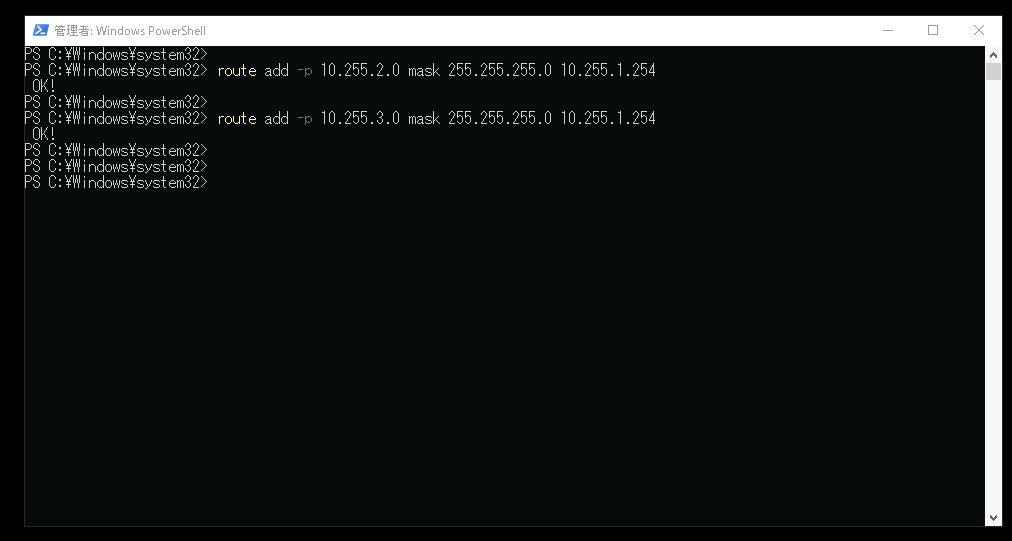 管理者: Windows PowerShell
PS C:¥Windows¥system32>
PS C:¥Windows¥system32> route add -p 10.255.2.0 mask 255.255.255.0 10.255.1.254
 OK!
PS C:¥Windows¥system32>
PS C:¥Windows¥system32> route add -p 10.255.3.0 mask 255.255.255.0 10.255.1.254
 OK!
PS C:¥Windows¥system32>
PS C:¥Windows¥system32>
PS C:¥Windows¥system32>